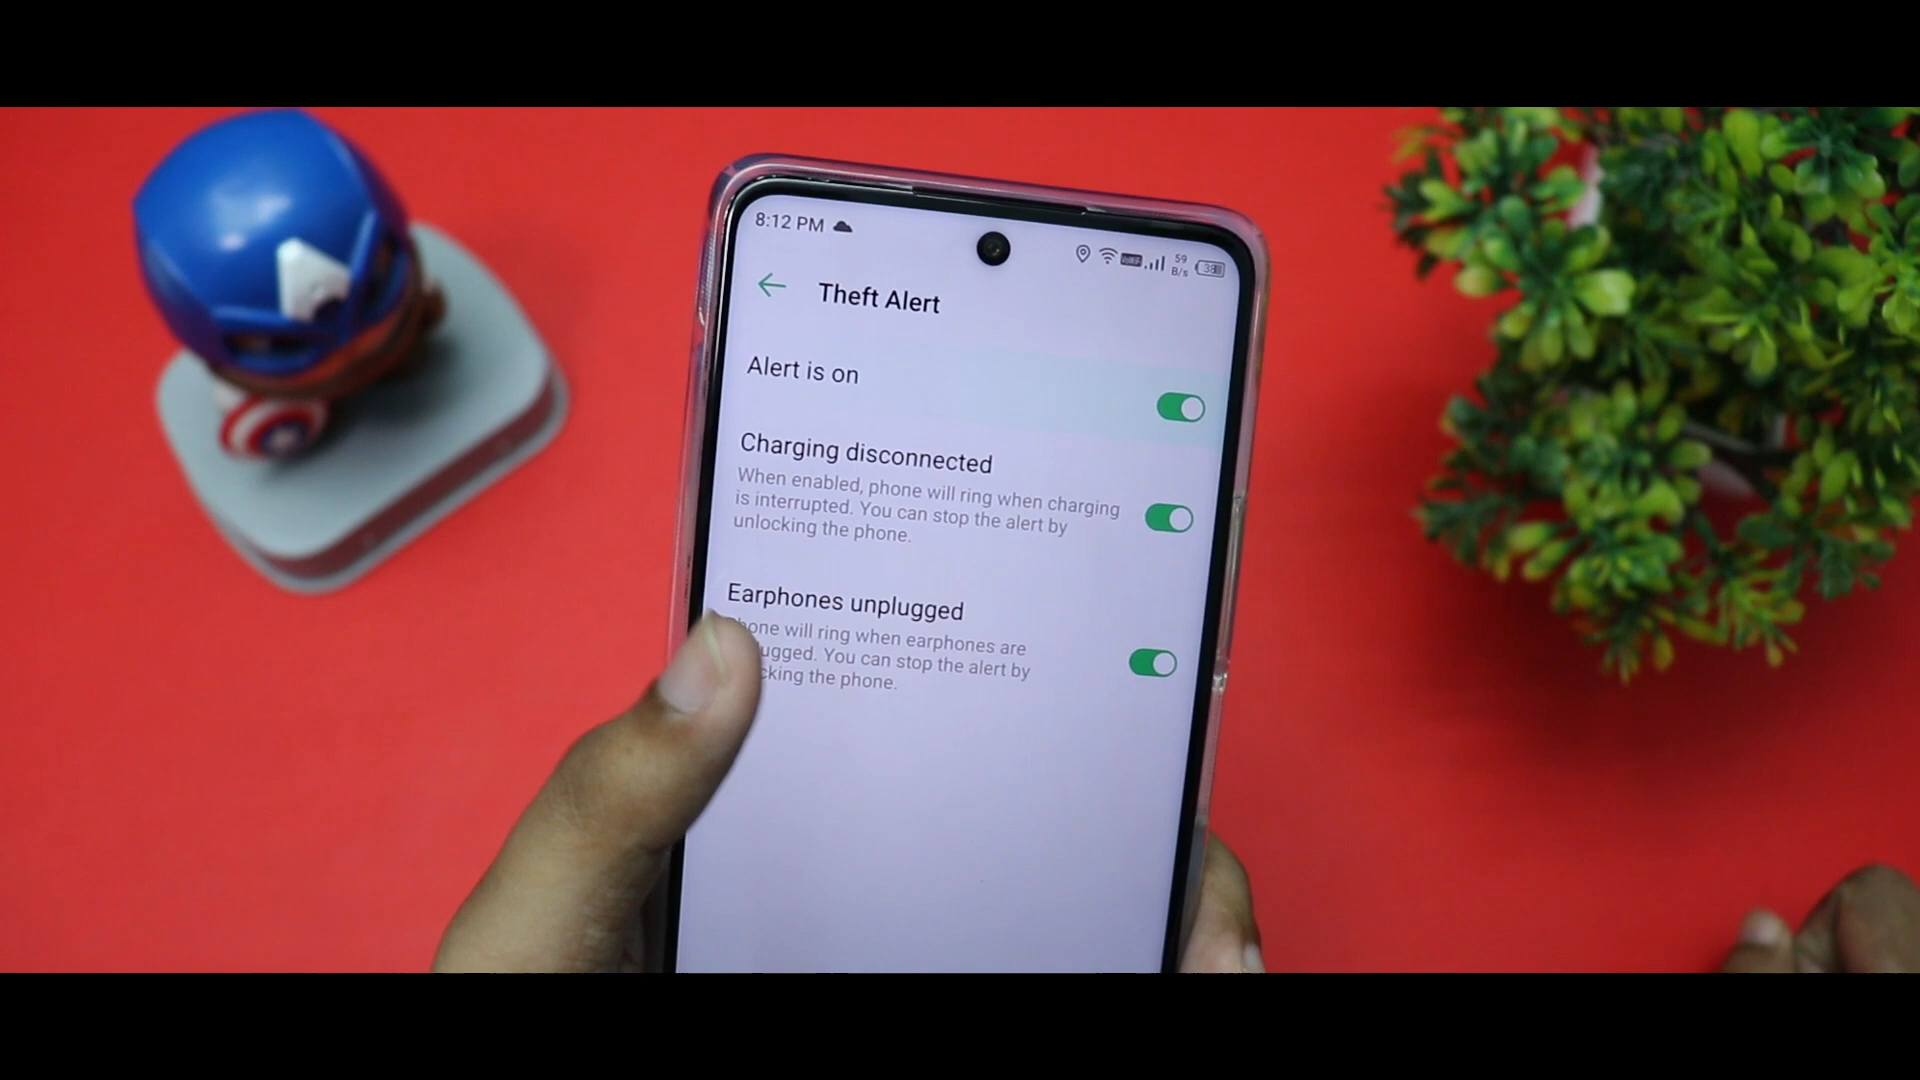 8:12 PM
59
B/s
38
Theft Alert
Alert is on
Charging disconnected
When enabled, phone will ring when charging
is interrupted. You can stop the alert by
unlocking the phone.
Earphones unplugged
hone will ring when earphones are
ugged. You can stop the alert by
cking the phone.